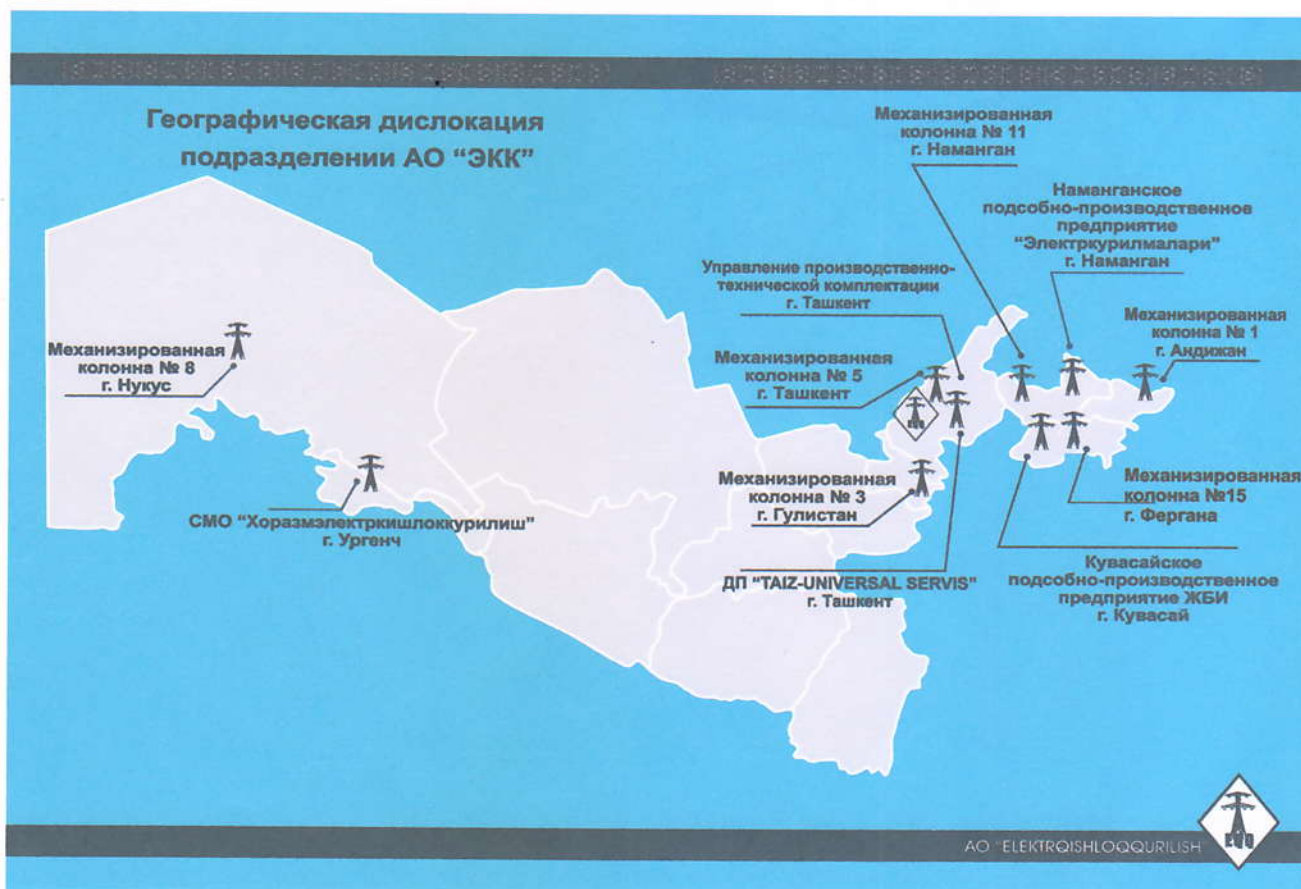 Географическая дислокация
подразделении АО “ЭКК”
Механизированная
колонна № 11
г. Наманган
Наманганское
подсобно-производственное
предприятие
“Электркурилмалари”
г. Наманган
Управление производственно-
технической комплектации
г. Ташкент
Механизированная
колонна № 1
г. Андижан
Механизированная
колонна № 8
г. Нукус
Механизированная
колонна № 5
г. Ташкент
Механизированная
колонна № 3
г. Гулистан
Механизированная
колонна №15
г. Фергана
СМО “Хоразмэлектркишлоккурилиш”
г. Ургенч
ДП “TAIZ-UNIVERSAL SERVIS”
г. Ташкент
Кувасайское
подсобно-производственное
предприятие ЖБИ
г. Кувасай
EQQ
АО “ELEKTROISHLOQQURILISH